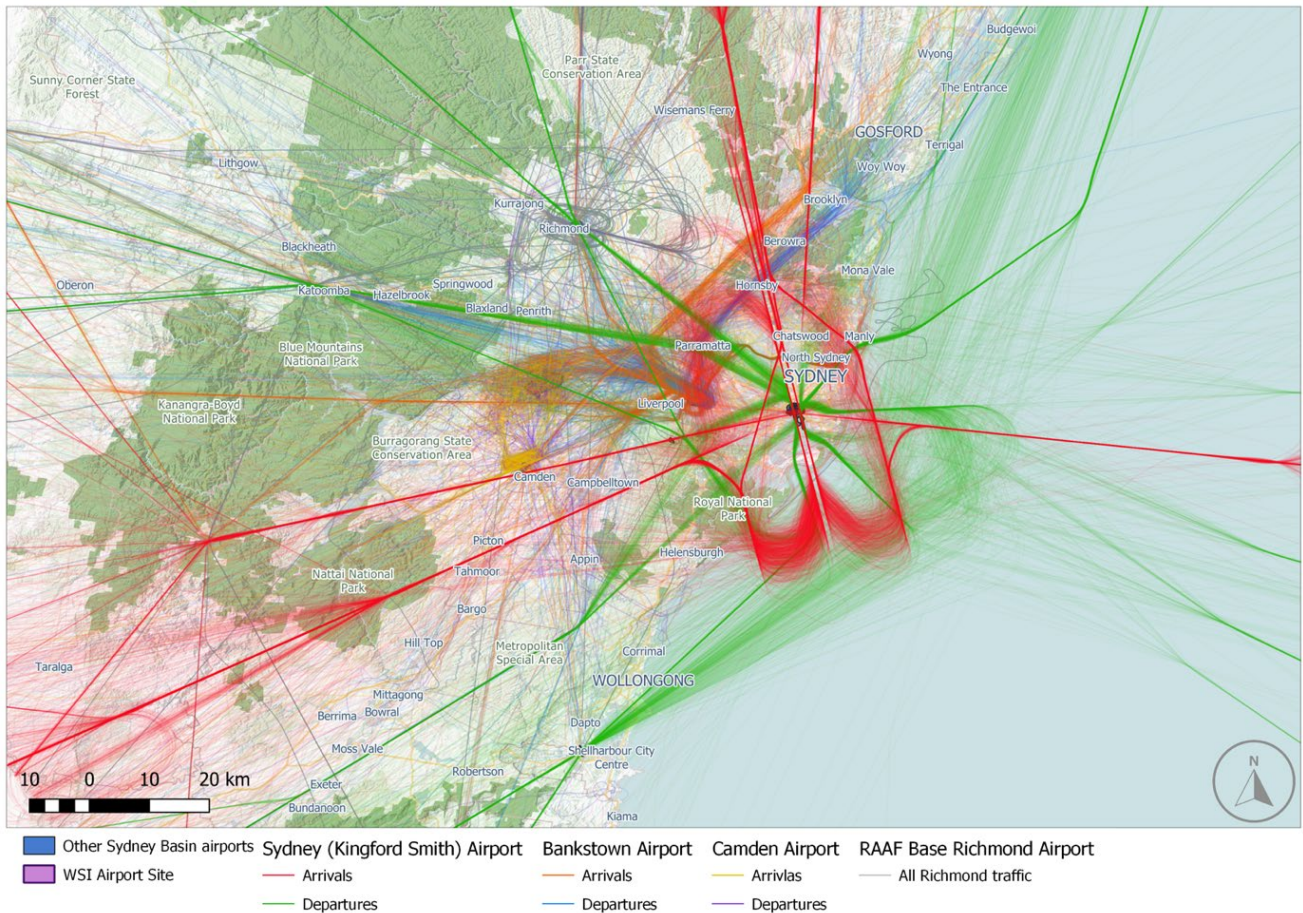 Budgewoi
Wyong
Sunny Corner State
Forest
Parr State
Conservation Area
The Entrance
Wisemans Ferry
GOSFORD
Terrigal
Lithgow
Woy Woy
Kurrajong
Brooklyn
Richmond
Berowra
Blackheath
Mona Vale
Oberon
Katoomba
Hazelbrook
Springwood
Hornsby
Blaxland
Penrith
Chatswood
Manly
Blue Mountains
National Park
Parramatta
North Sydney
SYDNEY
Kanangra-Boyd
National Park
Liverpool
Burragorang State
Conservation Area
Camden
Campbelltown
Royal National
Park
Picton
Helensburgh
Appin
Nattai National
Park
Tahmoor
Bargo
Hill Top
Metropolitan
Special Area
Corrimal
Taralga
WOLLONGONG
Mittagong
Berrima
Bowral
Dapto
Moss Vale
Shellharbour City
Centre
Robertson
Exeter
Bundanoon
Kiama
10 0 10 20 km
N
Other Sydney Basin airports
WSI Airport Site
Sydney (Kingford Smith) Airport
Arrivals
Departures
Bankstown Airport
Arrivals
Departures
Camden Airport
Arrivlas
Departures
RAAF Base Richmond Airport
All Richmond traffic